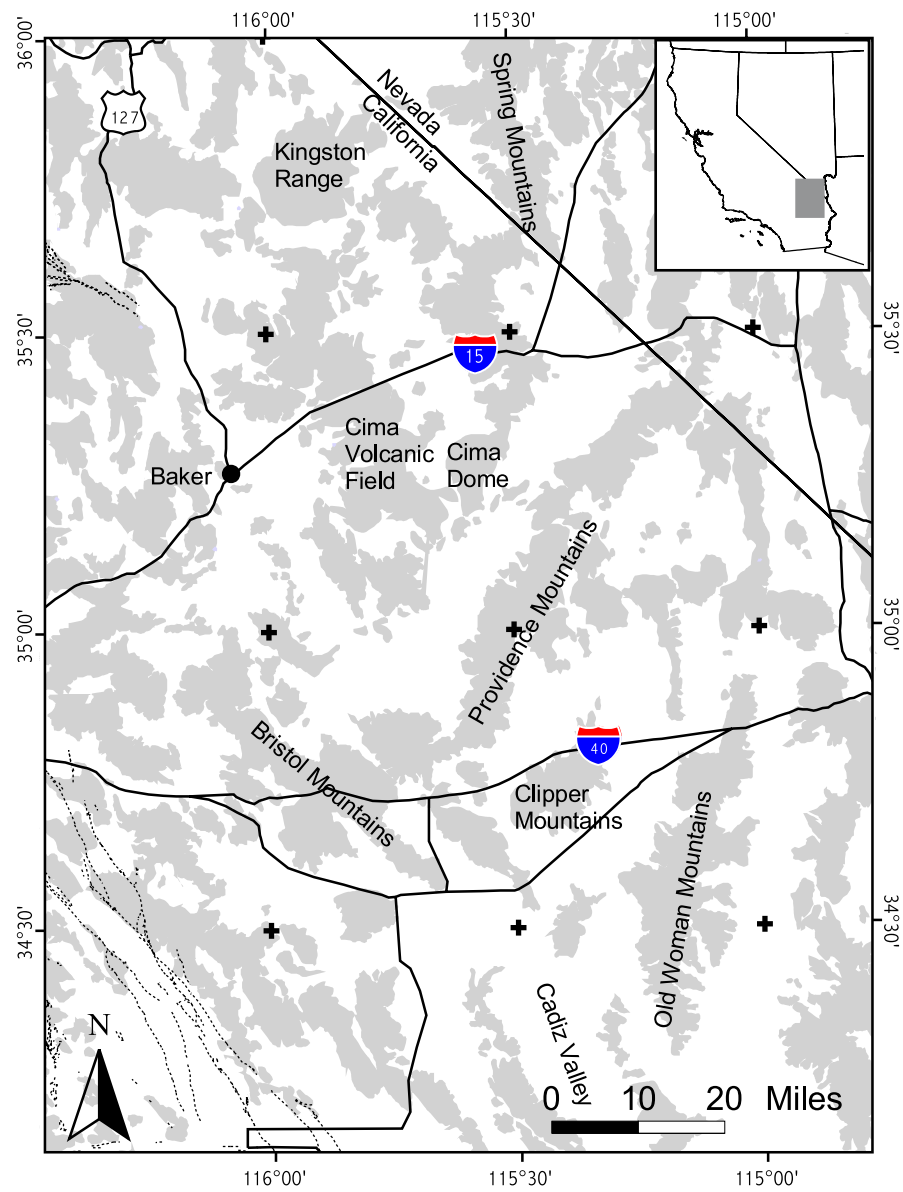 116°00'
115°30'
115°00'
36°00'
127
Nevada
California
Spring Mountains
Kingston
Range
35°30'
35°30'
15
Cima
Volcanic
Field
Cima
Dome
Baker
Providence Mountains
35°00'
35°00'
Bristol Mountains
40
Clipper
Mountains
Old Woman Mountains
34°30'
34°30'
Cadiz Valley
N
0 10 20 Miles
116°00'
115°30'
115°00'